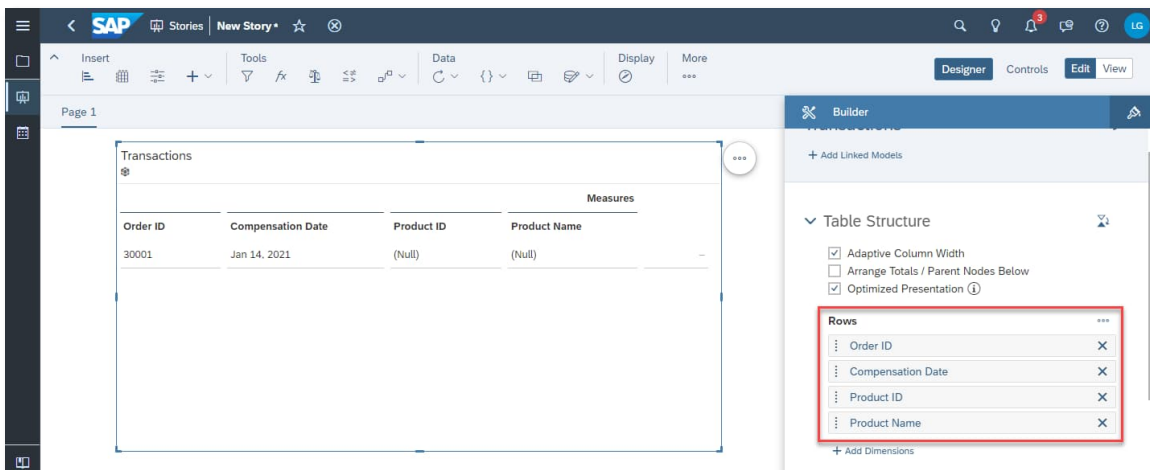 SAP Stories New Story*
3
LG
Insert Tools Data Display More
Designer Controls Edit View
Page 1
Builder
Transactions
+ Add Linked Models
Transactions
Measures
Order ID Compensation Date Product ID Product Name
30001 Jan 14, 2021 (Null) (Null) –
Table Structure
Adaptive Column Width
Arrange Totals / Parent Nodes Below
Optimized Presentation
Rows
Order ID
Compensation Date
Product ID
Product Name
+ Add Dimensions